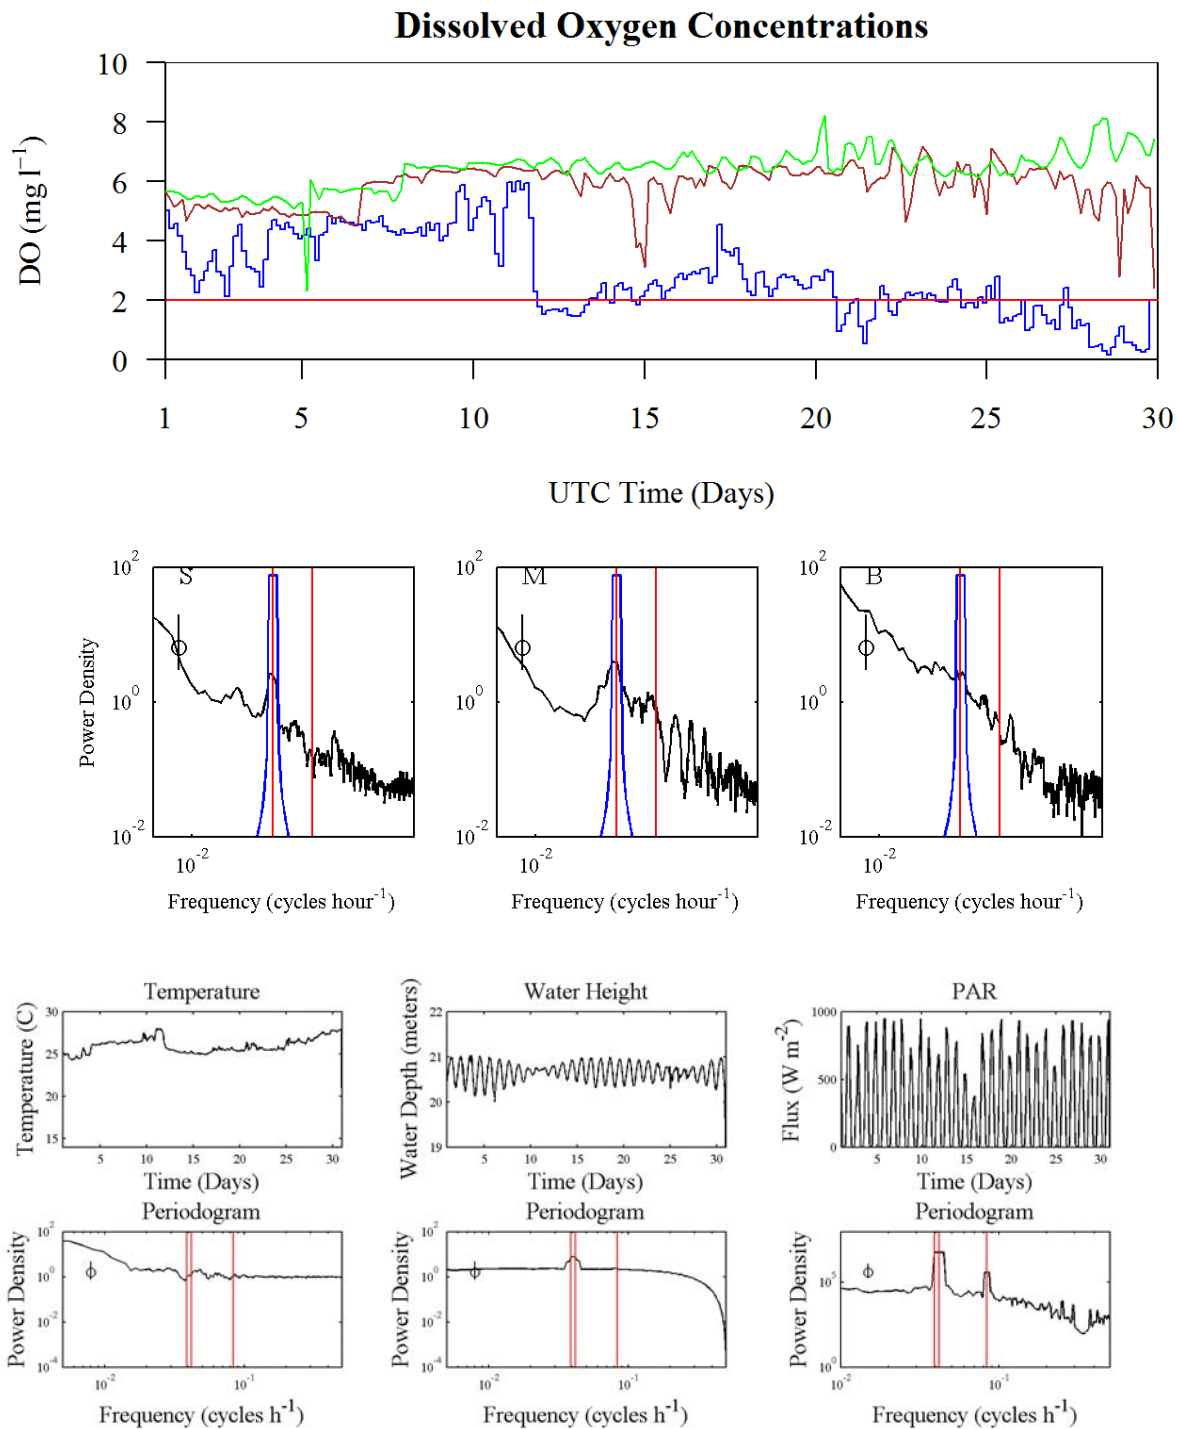 Dissolved Oxygen Concentrations
DO (mg l⁻¹)
10
8
6
4
2
0
1 5 10 15 20 25 30
UTC Time (Days)
Power Density
10² 10² 10²
S M B
10⁰ 10⁰ 10⁰
10⁻² 10⁻² 10⁻²
10⁻² 10⁻² 10⁻²
Frequency (cycles hour⁻¹) Frequency (cycles hour⁻¹) Frequency (cycles hour⁻¹)
Temperature Water Height PAR
Temperature (C) Water Depth (meters) Flux (W m⁻²)
30 22 1000
25 21 500
20 20 0
15 19
5 10 15 20 25 30 5 10 15 20 25 30 5 10 15 20 25 30
Time (Days) Time (Days) Time (Days)
Periodogram Periodogram Periodogram
Power Density Power Density Power Density
10² 10² 10⁵
10⁰ 10⁰ 10⁰
10⁻² 10⁻²
10⁻⁴ 10⁻⁴
10⁻² 10⁻¹ 10⁻² 10⁻¹ 10⁻² 10⁻¹
Frequency (cycles h⁻¹) Frequency (cycles h⁻¹) Frequency (cycles h⁻¹)